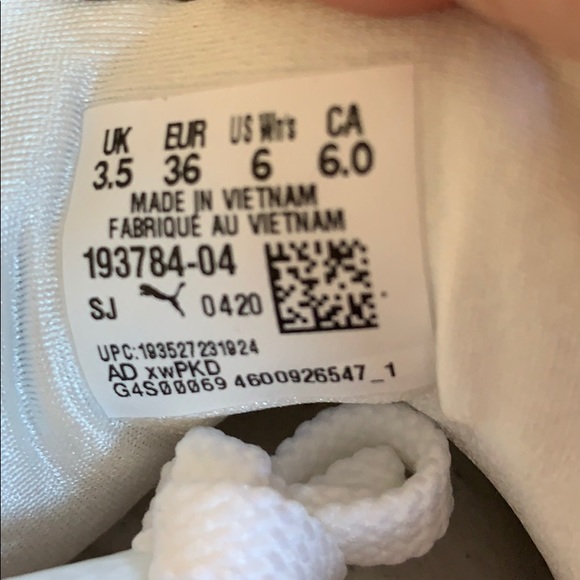 UK EUR US Wn's CA
3.5 36 6 6.0
MADE IN VIETNAM
FABRIQUÉ AU VIETNAM
193784-04
SJ 0420
UPC:193527231924
AD xwPKD
G4S00069 4600926547_1